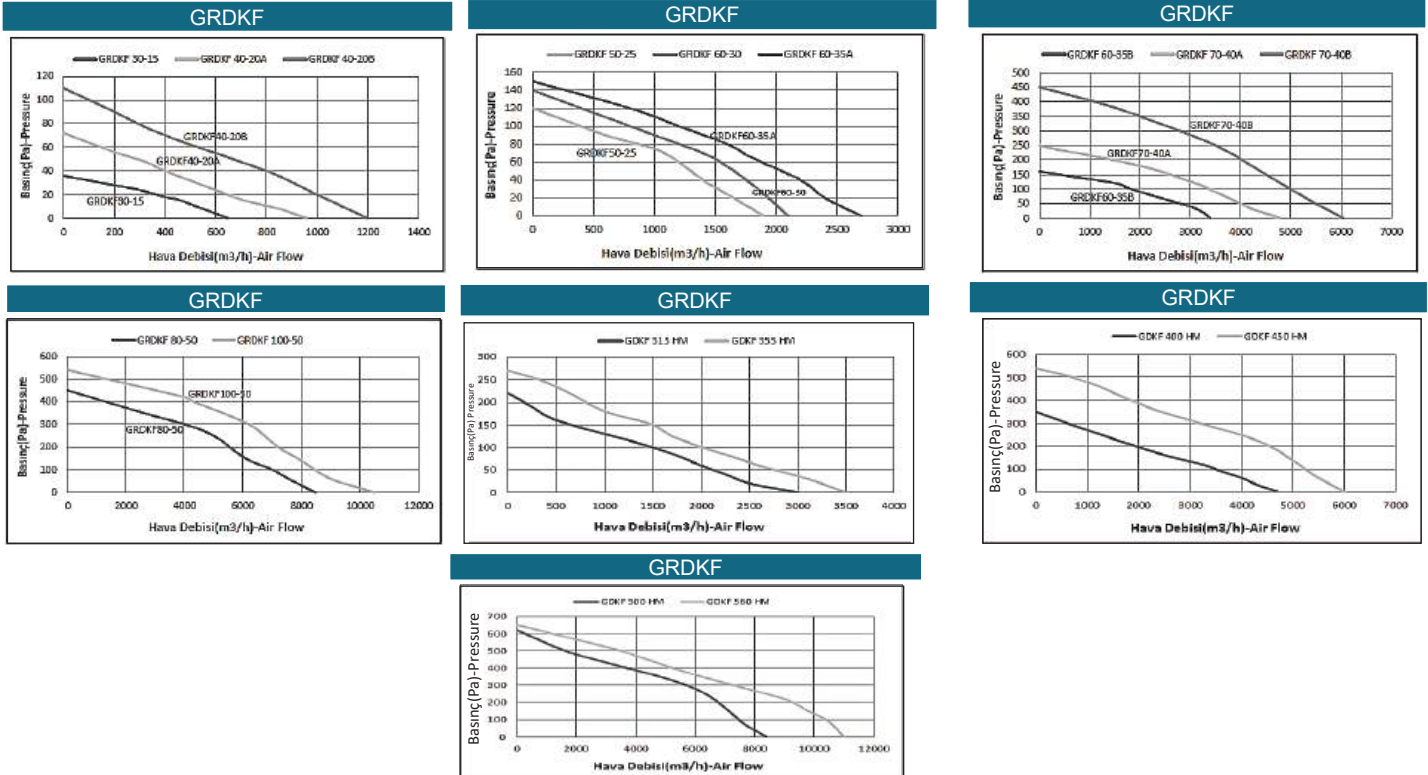 GRDKF
GRDKF 30-15 GRDKF 40-20A GRDKF 40-20B
120
100
80
60
40
20
0
Basınç(Pa)-Pressure
GRDKF40-20B
GRDKF40-20A
GRDKF30-15
0 200 400 600 800 1000 1200 1400
Hava Debisi(m3/h)-Air Flow
GRDKF
GRDKF 50-25 GRDKF 60-30 GRDKF 60-35A
160
140
120
100
80
60
40
20
0
Basınç(Pa)-Pressure
GRDKF60-35A
GRDKF50-25
GRDKF60-30
0 500 1000 1500 2000 2500 3000
Hava Debisi(m3/h)-Air Flow
GRDKF
GRDKF 60-35B GRDKF 70-40A GRDKF 70-40B
500
450
400
350
300
250
200
150
100
50
0
Basınç(Pa)-Pressure
GRDKF70-40B
GRDKF70-40A
GRDKF60-35B
0 1000 2000 3000 4000 5000 6000 7000
Hava Debisi(m3/h)-Air Flow
GRDKF
GRDKF 80-50 GRDKF 100-50
600
500
400
300
200
100
0
Basınç(Pa)-Pressure
GRDKF100-50
GRDKF80-50
0 2000 4000 6000 8000 10000 12000
Hava Debisi(m3/h)-Air Flow
GRDKF
GDKF 315 HM GDKF 355 HM
300
250
200
150
100
50
0
Basınç(Pa) Pressure
0 500 1000 1500 2000 2500 3000 3500 4000
Hava Debisi(m3/h)-Air Flow
GRDKF
GDKF 400 HM GDKF 450 HM
600
500
400
300
200
100
0
Basınç(Pa)-Pressure
0 1000 2000 3000 4000 5000 6000 7000
Hava Debisi(m3/h)-Air Flow
GRDKF
GDKF 500 HM GDKF 560 HM
700
600
500
400
300
200
100
0
Basınç(Pa)-Pressure
0 2000 4000 6000 8000 10000 12000
Hava Debisi(m3/h)-Air Flow